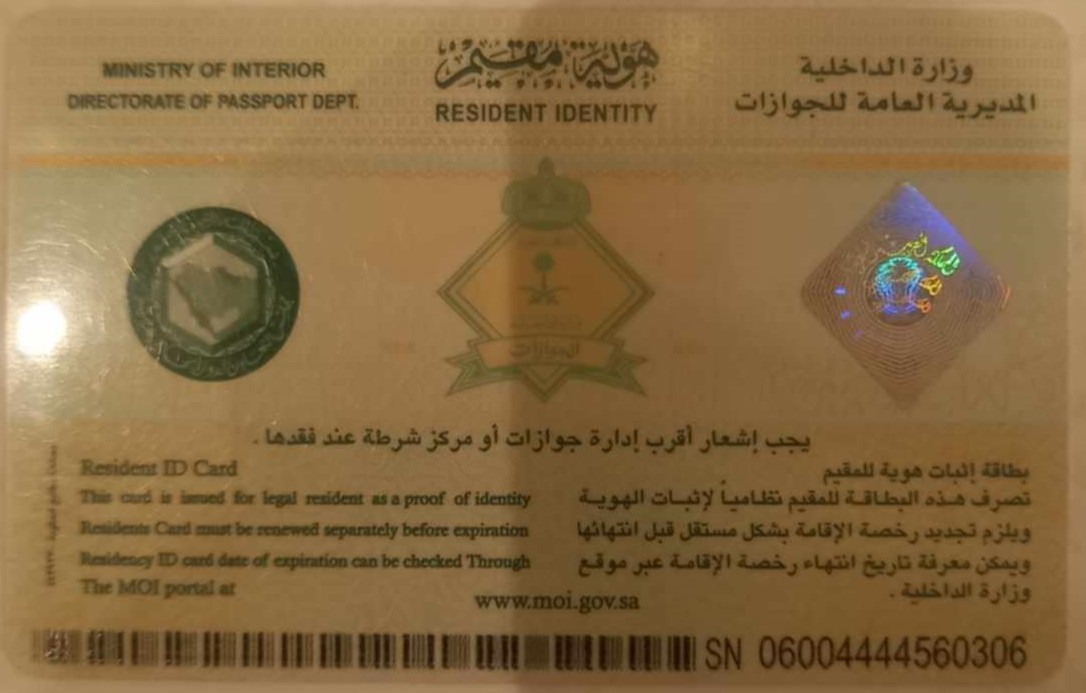 MINISTRY OF INTERIOR
DIRECTORATE OF PASSPORT DEPT.
هوية مقيم
RESIDENT IDENTITY
وزارة الداخلية
المديرية العامة للجوازات
الجوازات
يجب إشعار أقرب إدارة جوازات أو مركز شرطة عند فقدها .
Resident ID Card
This card is issued for legal resident as a proof of identity
Residents Card must be renewed separately before expiration
Residency ID card date of expiration can be checked Through
The MOI portal at
بطاقة إثبات هوية للمقيم
تصرف هذه البطاقة للمقيم نظامياً لإثبات الهوية
ويلزم تجديد رخصة الإقامة بشكل مستقل قبل انتهائها
ويمكن معرفة تاريخ انتهاء رخصة الإقامة عبر موقع
وزارة الداخلية .
www.moi.gov.sa
SN 06004444560306